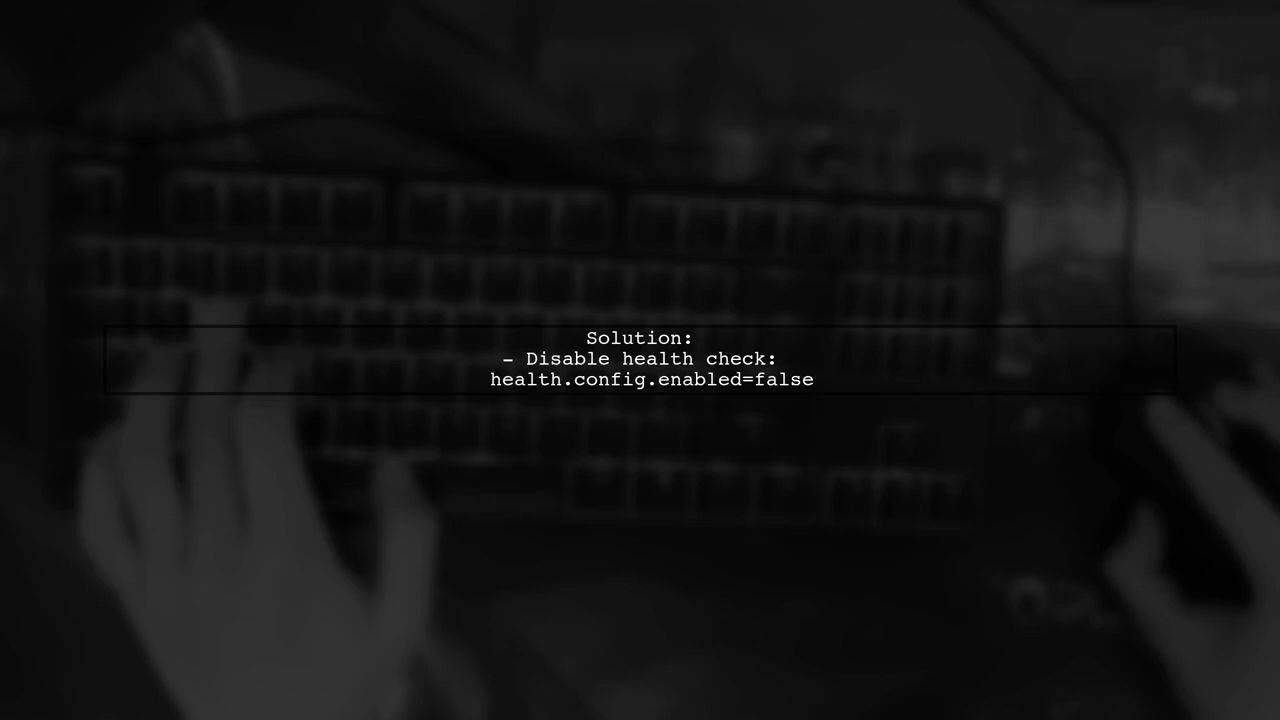 Solution:
– Disable health check:
health.config.enabled=false